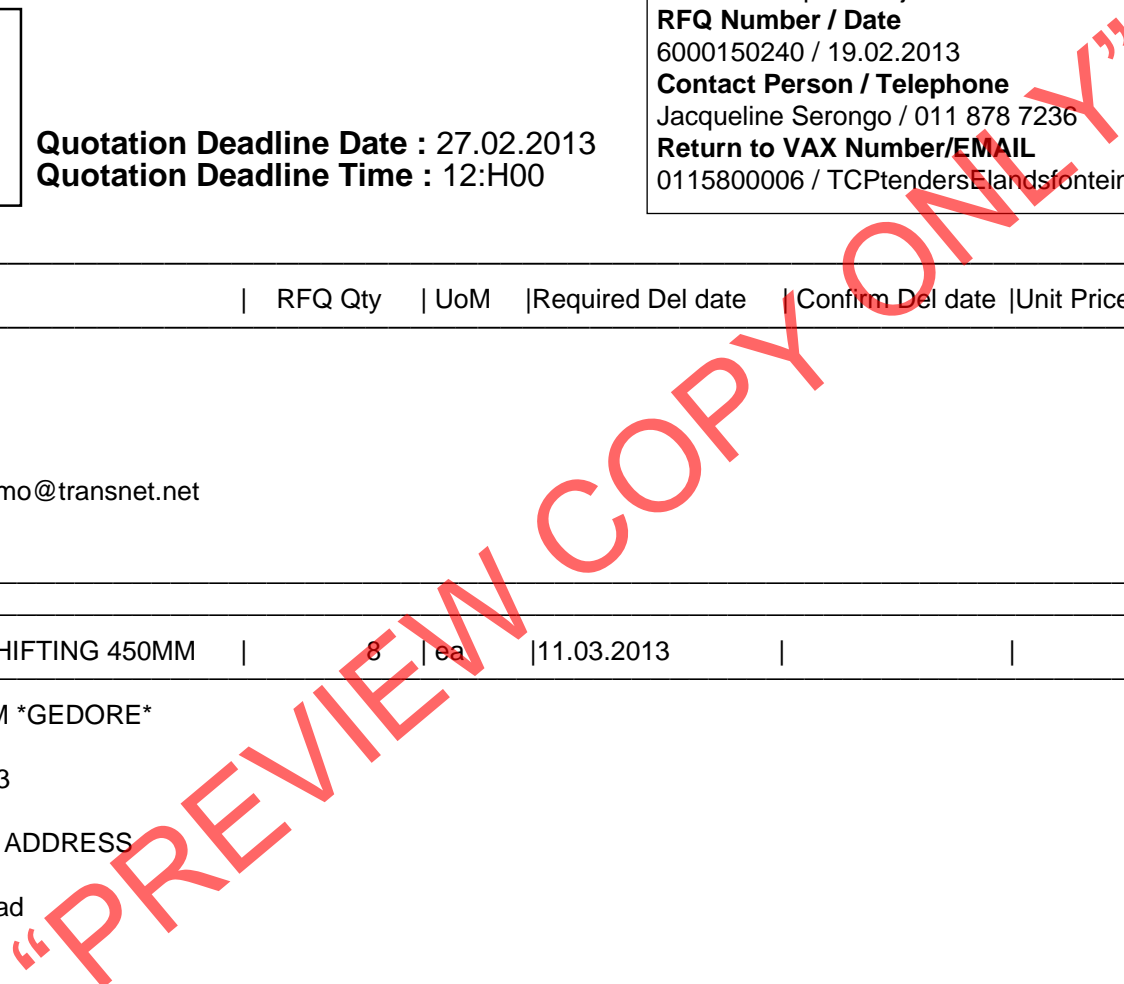 RFQ Number / Date
6000150240 / 19.02.2013
Contact Person / Telephone
Jacqueline Serongo / 011 878 7236
Return to VAX Number/EMAIL
0115800006 / TCPtendersElandsfontein
Quotation Deadline Date : 27.02.2013
Quotation Deadline Time : 12:H00
| RFQ Qty | UoM |Required Del date | Confirm Del date |Unit Price
mo@transnet.net
HIFTING 450MM | 8 | ea |11.03.2013 | |
M *GEDORE*
3
ADDRESS
ad
“PREVIEW COPY ONLY”